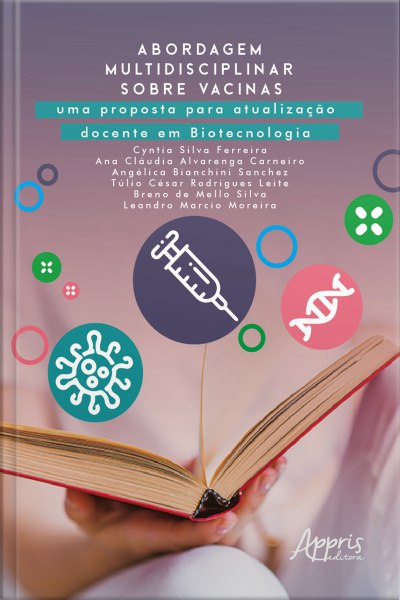 ABORDAGEM
MULTIDISCIPLINAR
SOBRE VACINAS
uma proposta para atualização
docente em Biotecnologia
Cyntia Silva Ferreira
Ana Cláudia Alvarenga Carneiro
Angélica Bianchini Sanchez
Túlio César Rodrigues Leite
Breno de Mello Silva
Leandro Marcio Moreira
Appris
editora